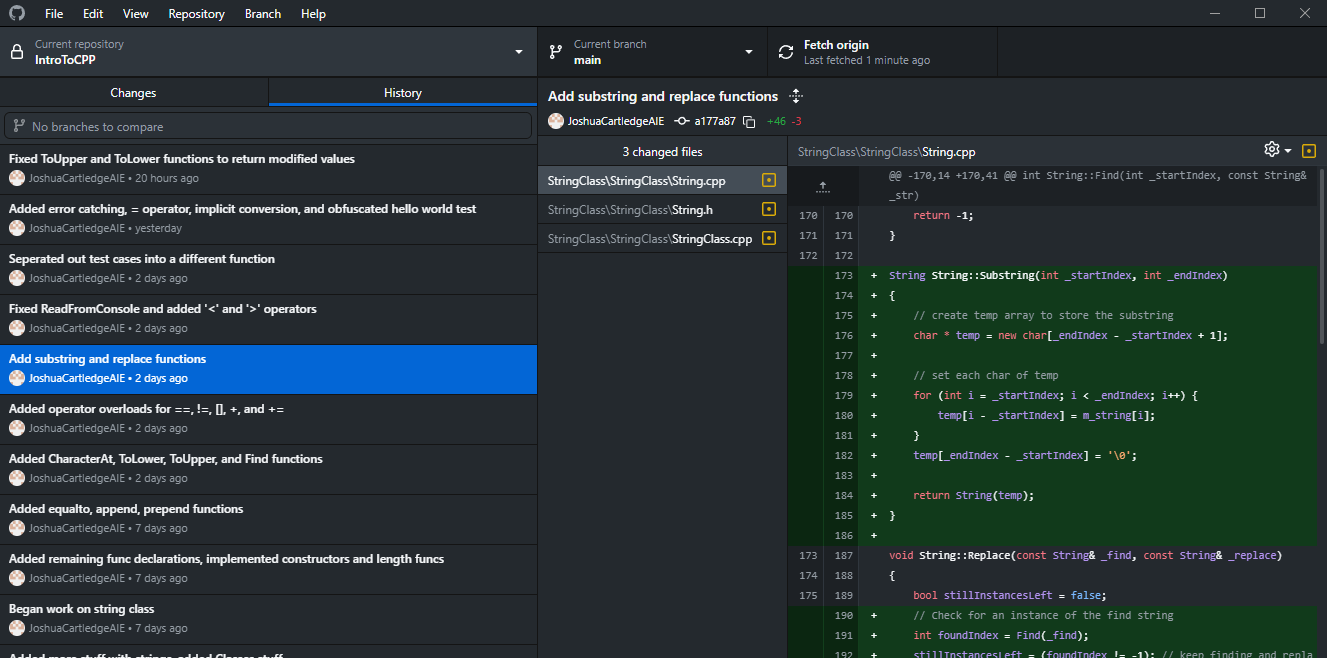 File Edit View Repository Branch Help
Current repository
IntroToCPP
Current branch
main
Fetch origin
Last fetched 1 minute ago
Changes History
No branches to compare
Fixed ToUpper and ToLower functions to return modified values
JoshuaCartledgeAIE • 20 hours ago
Added error catching, = operator, implicit conversion, and obfuscated hello world test
JoshuaCartledgeAIE • yesterday
Seperated out test cases into a different function
JoshuaCartledgeAIE • 2 days ago
Fixed ReadFromConsole and added '<' and '>' operators
JoshuaCartledgeAIE • 2 days ago
Add substring and replace functions
JoshuaCartledgeAIE • 2 days ago
Added operator overloads for ==, !=, [], +, and +=
JoshuaCartledgeAIE • 2 days ago
Added CharacterAt, ToLower, ToUpper, and Find functions
JoshuaCartledgeAIE • 2 days ago
Added equalto, append, prepend functions
JoshuaCartledgeAIE • 7 days ago
Added remaining func declarations, implemented constructors and length funcs
JoshuaCartledgeAIE • 7 days ago
Began work on string class
JoshuaCartledgeAIE • 7 days ago
Added more stuff with strings, added Classes stuff
Add substring and replace functions
JoshuaCartledgeAIE a177a87 +46 -3
3 changed files
StringClass\StringClass\String.cpp
StringClass\StringClass\String.h
StringClass\StringClass\StringClass.cpp
StringClass\StringClass\String.cpp
@@ -170,14 +170,41 @@ int String::Find(int _startIndex, const String&
_str)
170 170 return -1;
171 171 }
172 172
173 + String String::Substring(int _startIndex, int _endIndex)
174 + {
175 + // create temp array to store the substring
176 + char * temp = new char[_endIndex - _startIndex + 1];
177 +
178 + // set each char of temp
179 + for (int i = _startIndex; i < _endIndex; i++) {
180 + temp[i - _startIndex] = m_string[i];
181 + }
182 + temp[_endIndex - _startIndex] = '\0';
183 +
184 + return String(temp);
185 + }
186 +
173 187 void String::Replace(const String& _find, const String& _replace)
174 188 {
175 189 bool stillInstancesLeft = false;
190 + // Check for an instance of the find string
191 + int foundIndex = Find(_find);
192 + stillInstancesLeft = (foundIndex != -1); // keep finding and repla